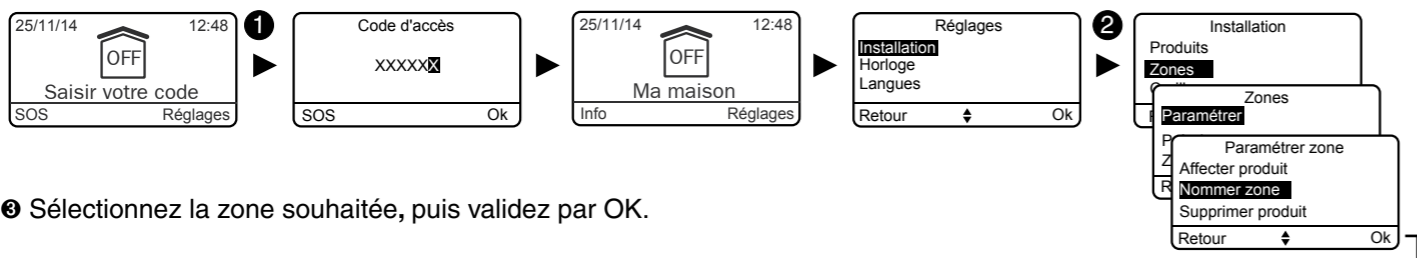 25/11/14 12:48
OFF
Saisir votre code
SOS Réglages
❶
Code d'accès
XXXXXX
SOS Ok
25/11/14 12:48
OFF
Ma maison
Info Réglages
Réglages
Installation
Horloge
Langues
Retour Ok
❷
Installation
Produits
Zones
Zones
Paramétrer
P
Z
R
Paramétrer zone
Affecter produit
Nommer zone
Supprimer produit
Retour Ok
❸ Sélectionnez la zone souhaitée, puis validez par OK.